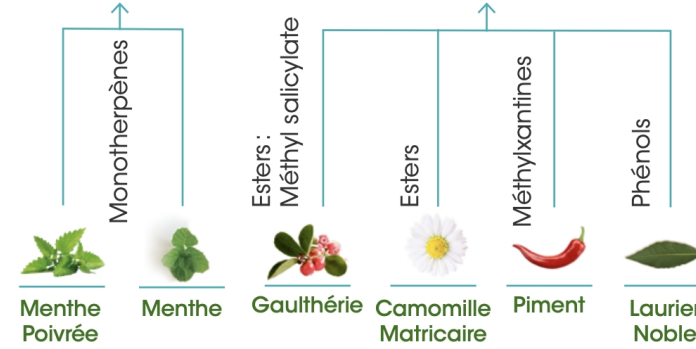 Monotherpènes
Esters :
Méthyl salicylate
Esters
Méthylxantines
Phénols
Menthe
Poivrée
Menthe
Gaulthérie
Camomille
Matricaire
Piment
Laurier
Noble